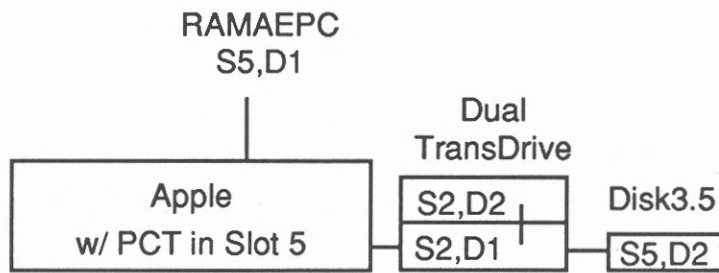 RAMAEPC
S5,D1
Dual
TransDrive
Apple
w/ PCT in Slot 5
S2,D2
S2,D1
Disk3.5
S5,D2